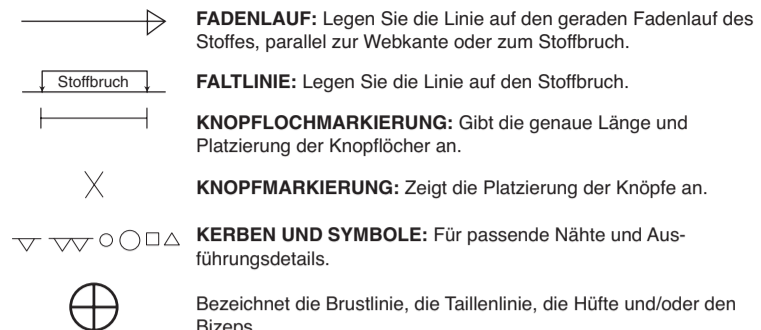 FADENLAUF: Legen Sie die Linie auf den geraden Fadenlauf des
Stoffes, parallel zur Webkante oder zum Stoffbruch.
Stoffbruch
FALTLINIE: Legen Sie die Linie auf den Stoffbruch.
KNOPFLOCHMARKIERUNG: Gibt die genaue Länge und
Platzierung der Knopflöcher an.
KNOPFMARKIERUNG: Zeigt die Platzierung der Knöpfe an.
KERBEN UND SYMBOLE: Für passende Nähte und Aus-
führungsdetails.
Bezeichnet die Brustlinie, die Taillenlinie, die Hüfte und/oder den
Bizeps